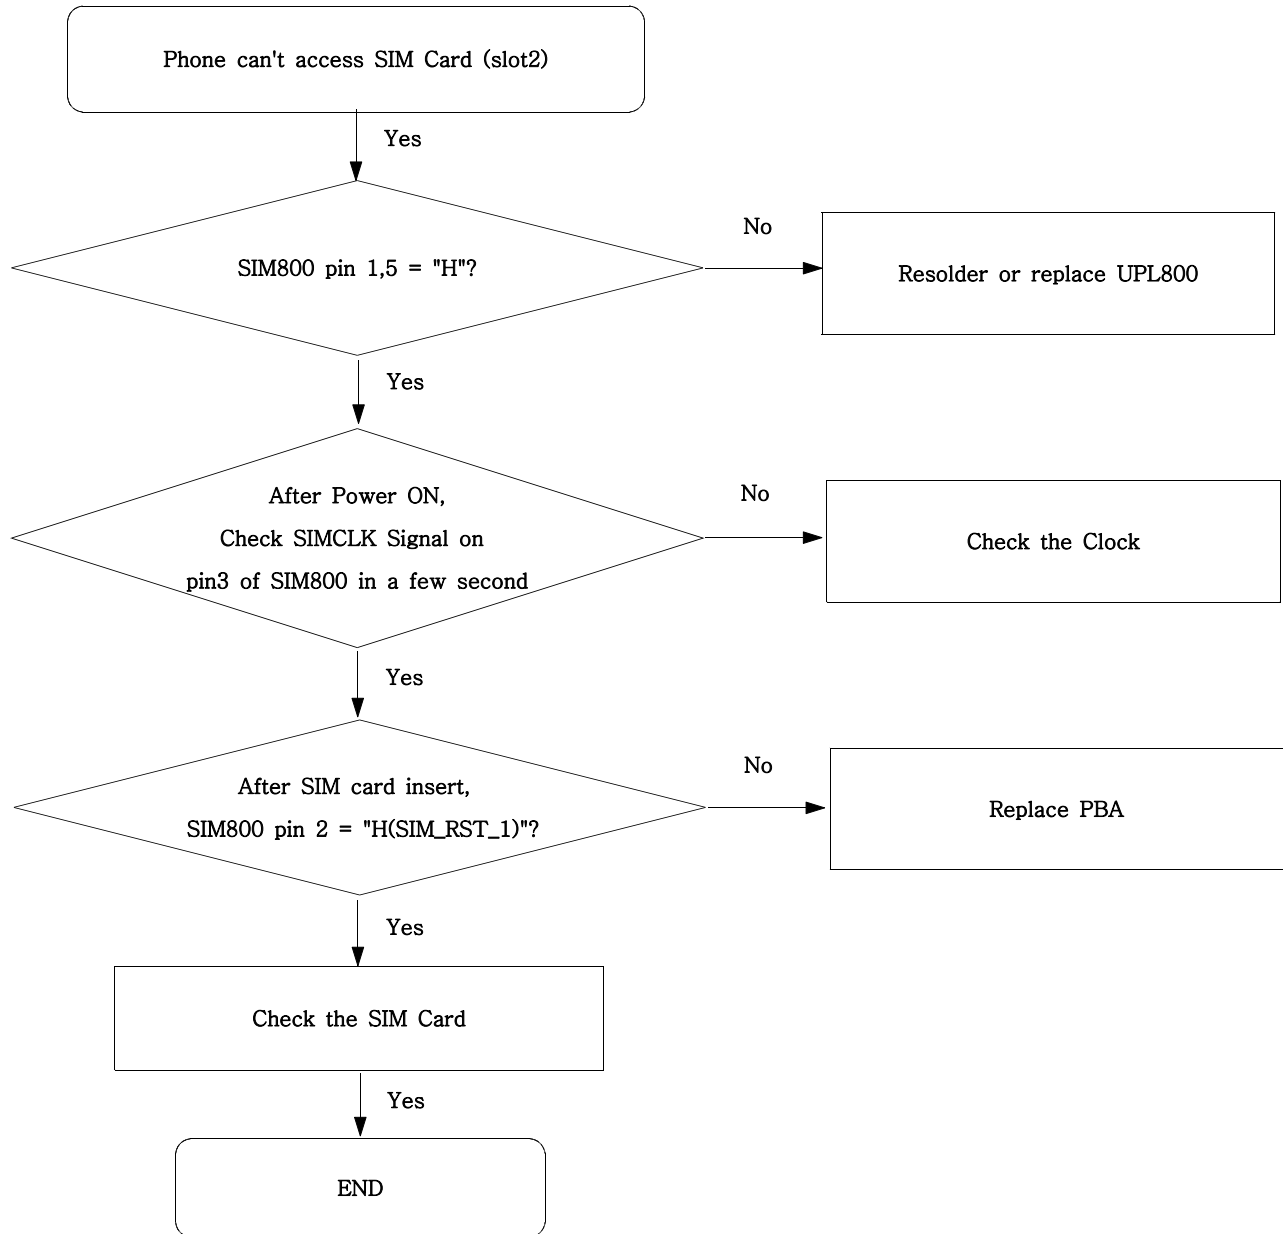 Phone can't access SIM Card (slot2)
Yes
SIM800 pin 1,5 = "H"?
No
Resolder or replace UPL800
Yes
After Power ON,
Check SIMCLK Signal on
pin3 of SIM800 in a few second
No
Check the Clock
Yes
After SIM card insert,
SIM800 pin 2 = "H(SIM_RST_1)"?
No
Replace PBA
Yes
Check the SIM Card
Yes
END